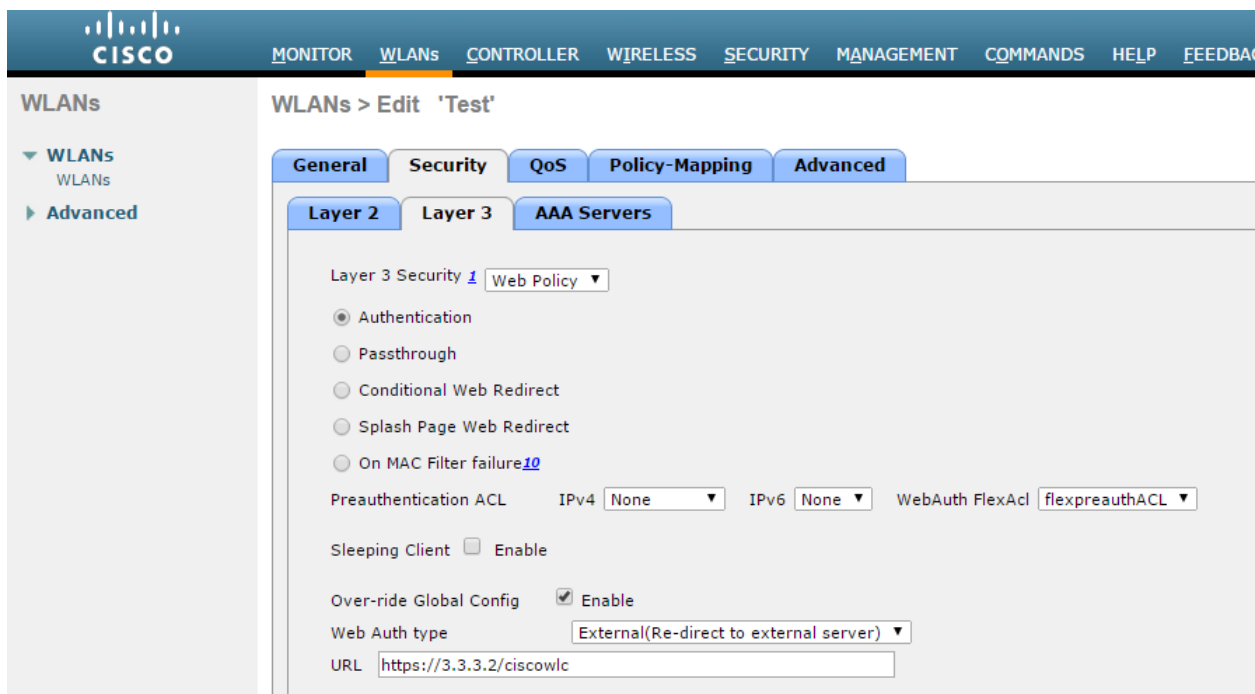 CISCO
MONITOR WLANs CONTROLLER WIRELESS SECURITY MANAGEMENT COMMANDS HELP
WLANs
WLANs > Edit 'Test'
WLANs
WLANs
Advanced
General Security QoS Policy-Mapping Advanced
Layer 2 Layer 3 AAA Servers
Layer 3 Security 1 Web Policy
Authentication
Passthrough
Conditional Web Redirect
Splash Page Web Redirect
On MAC Filter failure10
Preauthentication ACL IPv4 None IPv6 None WebAuth FlexAcl flexpreauthACL
Sleeping Client Enable
Over-ride Global Config Enable
Web Auth type External(Re-direct to external server)
URL https://3.3.3.2/ciscowlc